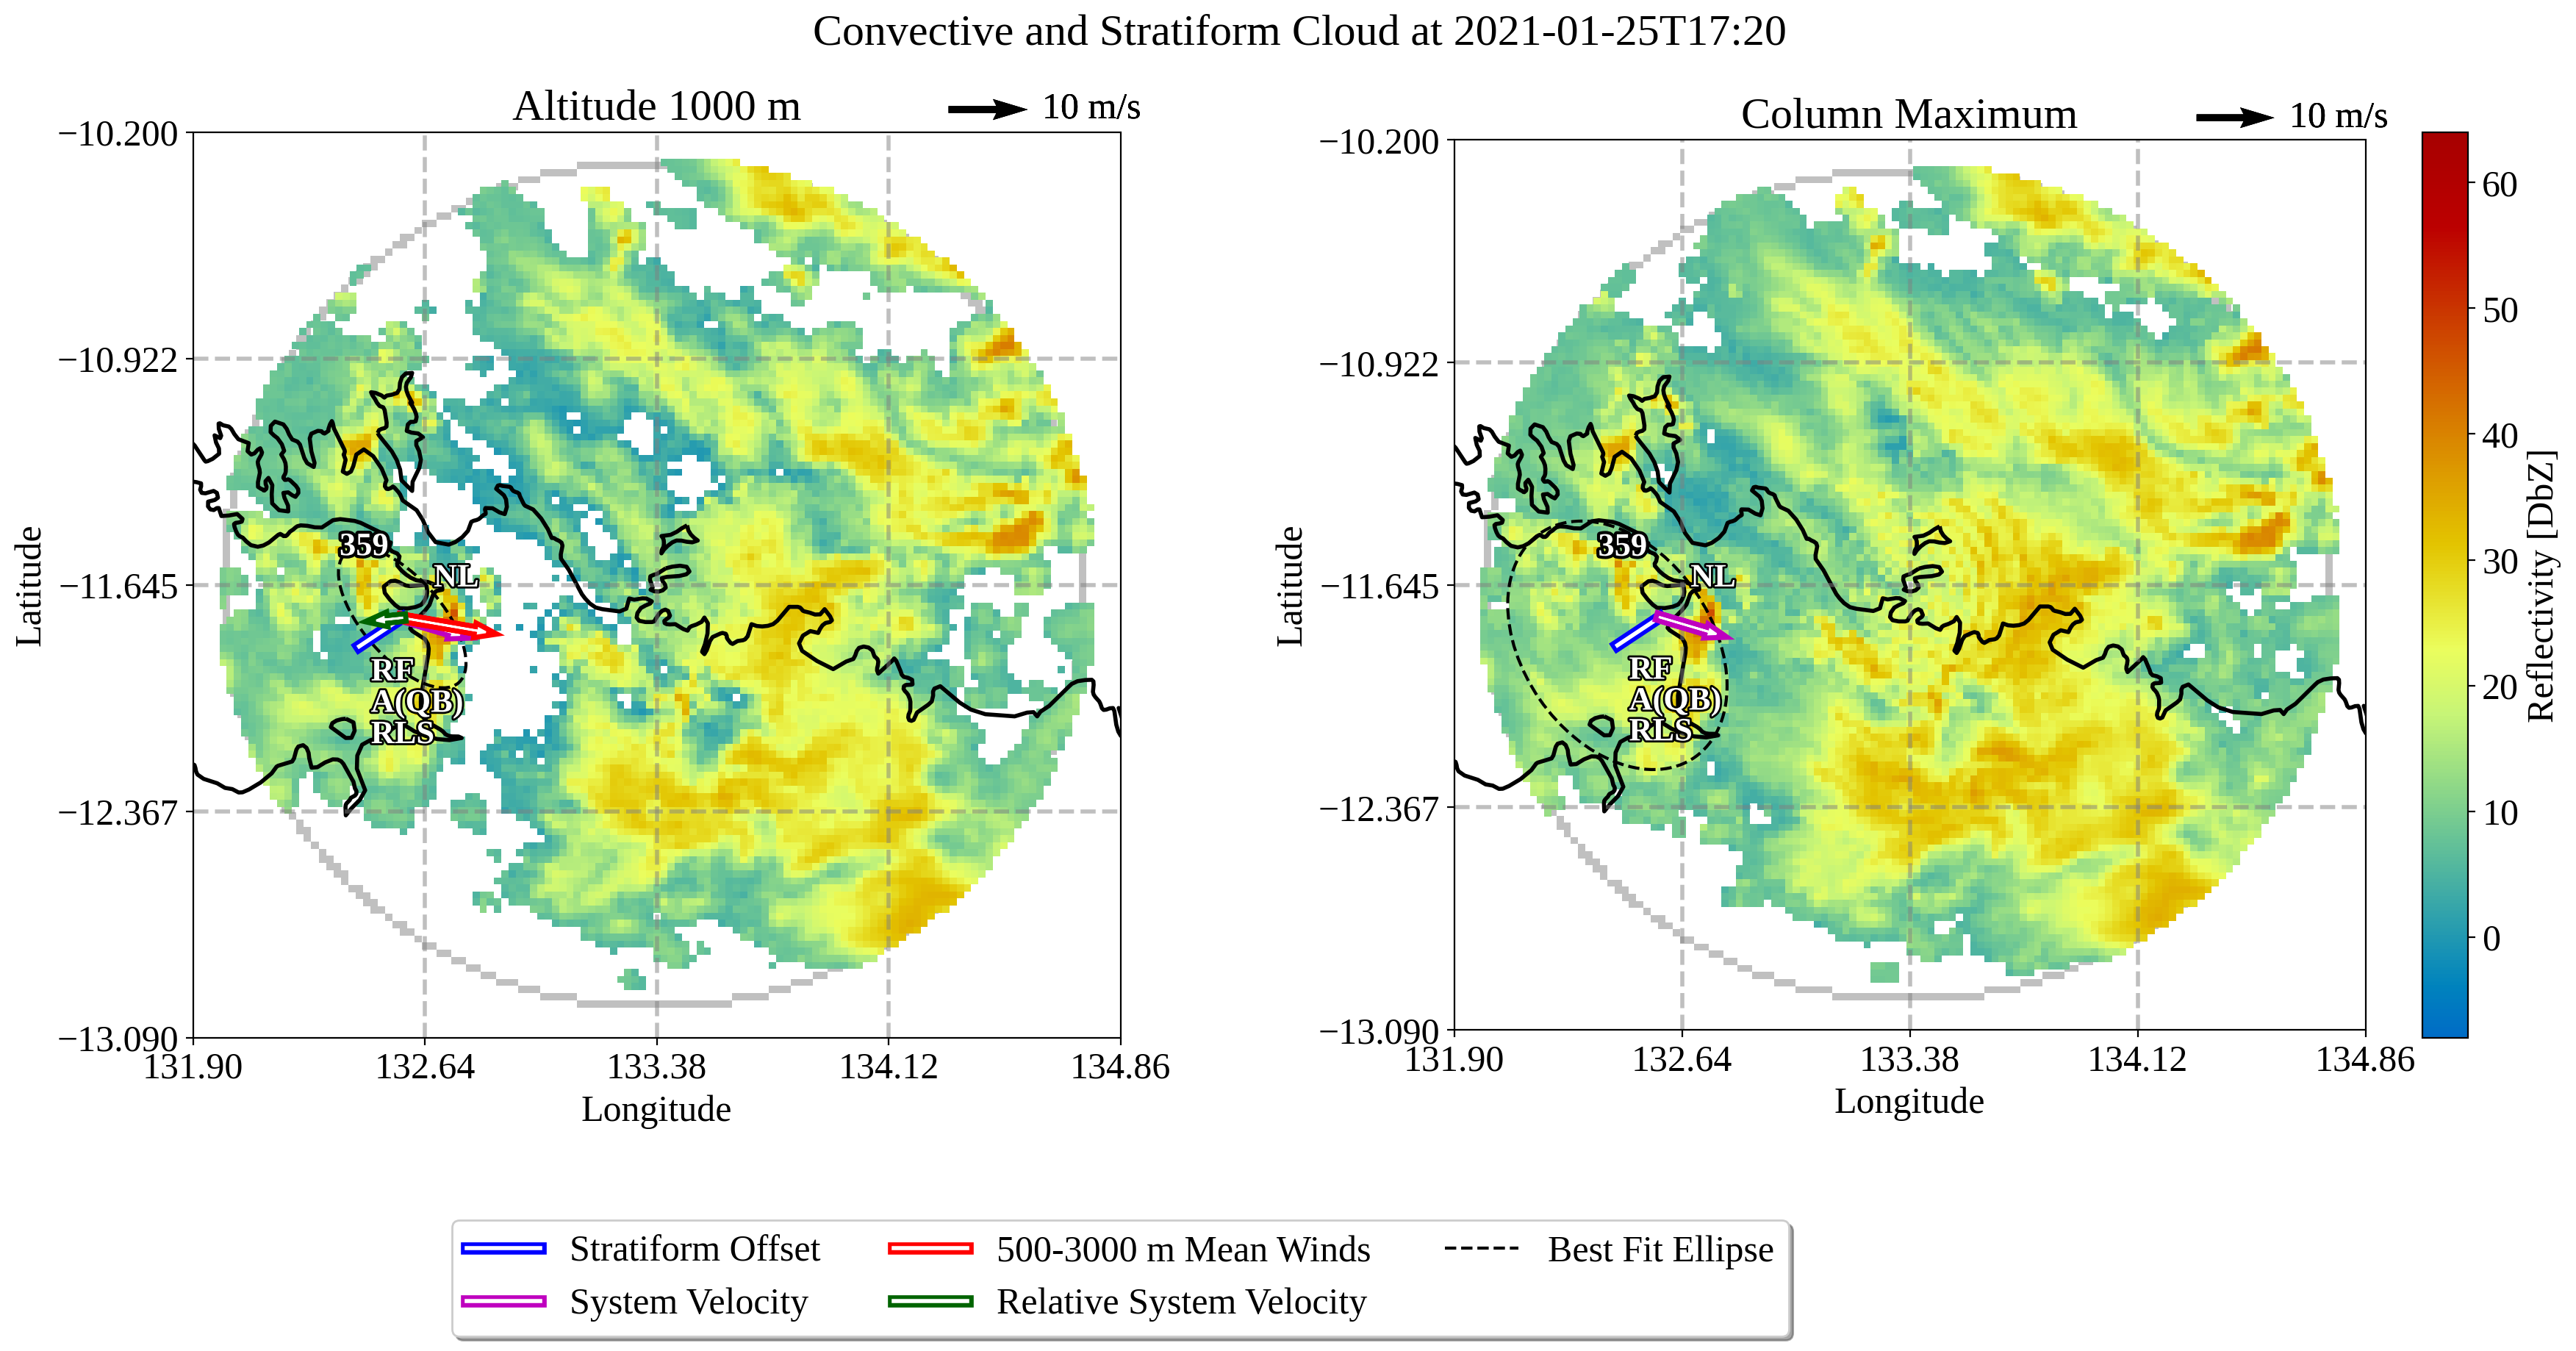 Convective and Stratiform Cloud at 2021-01-25T17:20
Altitude 1000 m
10 m/s
−10.200
−10.922
−11.645
−12.367
−13.090
Latitude
131.90
132.64
133.38
134.12
134.86
Longitude
359
NL
RF
A(QB)
RLS
Column Maximum
10 m/s
−10.200
−10.922
−11.645
−12.367
−13.090
Latitude
131.90
132.64
133.38
134.12
134.86
Longitude
359
NL
RF
A(QB)
RLS
60
50
40
30
20
10
0
Reflectivity [DbZ]
Stratiform Offset
500-3000 m Mean Winds
Best Fit Ellipse
System Velocity
Relative System Velocity